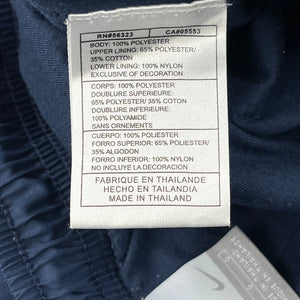 RN#56323 CA#05553
BODY: 100% POLYESTER
UPPER LINING: 65% POLYESTER/
35% COTTON
LOWER LINING: 100% NYLON
EXCLUSIVE OF DECORATION
CORPS: 100% POLYESTER
DOUBLURE SUPERIEURE:
65% POLYESTER/ 35% COTON
DOUBLURE INFERIEURE:
100% POLYAMIDE
SANS ORNEMENTS
CUERPO: 100% POLIESTER
FORRO SUPERIOR: 65% POLIESTER/
35% ALGODON
FORRO INFERIOR: 100% NYLON
NO INCLUYE LA DECORACION
FABRIQUE EN THAILANDE
HECHO EN TAILANDIA
MADE IN THAILAND